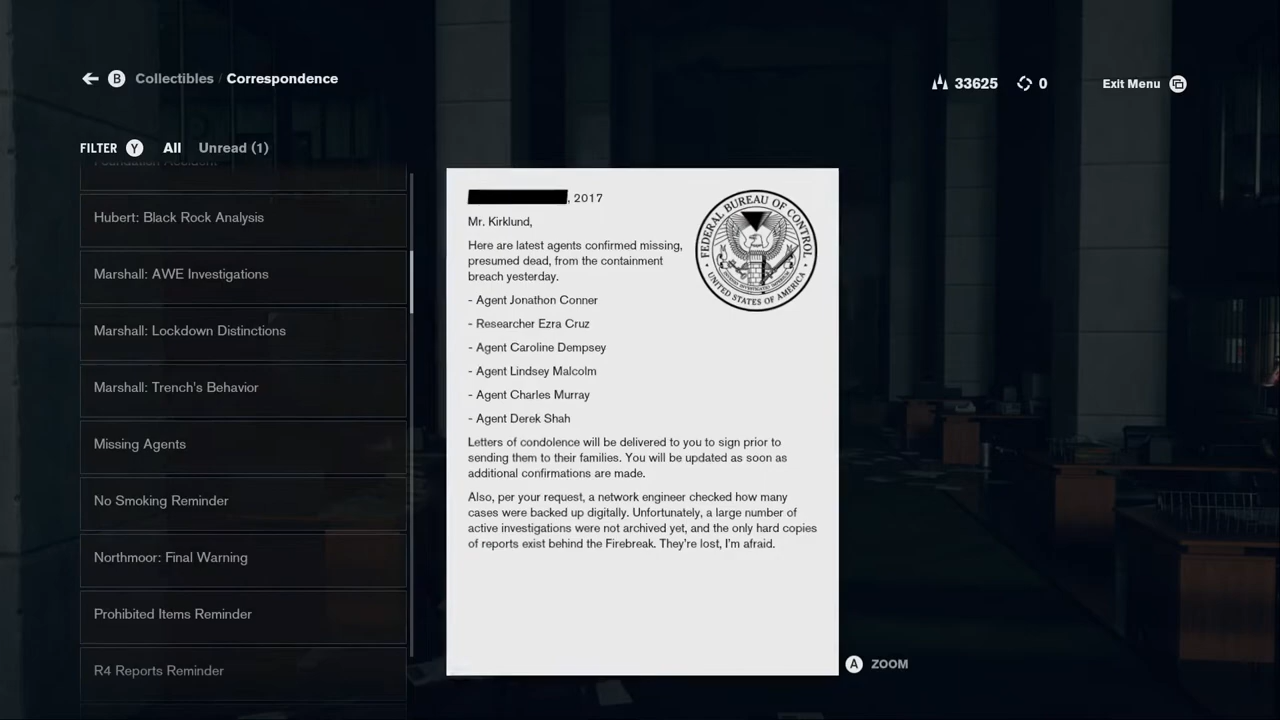 B Collectibles / Correspondence
33625 0 Exit Menu
FILTER Y All Unread (1)
Foundation Accident
Hubert: Black Rock Analysis
Marshall: AWE Investigations
Marshall: Lockdown Distinctions
Marshall: Trench's Behavior
Missing Agents
No Smoking Reminder
Northmoor: Final Warning
Prohibited Items Reminder
R4 Reports Reminder
, 2017
Mr. Kirklund,
Here are latest agents confirmed missing,
presumed dead, from the containment
breach yesterday.
- Agent Jonathon Conner
- Researcher Ezra Cruz
- Agent Caroline Dempsey
- Agent Lindsey Malcolm
- Agent Charles Murray
- Agent Derek Shah
Letters of condolence will be delivered to you to sign prior to
sending them to their families. You will be updated as soon as
additional confirmations are made.
Also, per your request, a network engineer checked how many
cases were backed up digitally. Unfortunately, a large number of
active investigations were not archived yet, and the only hard copies
of reports exist behind the Firebreak. They're lost, I'm afraid.
FEDERAL BUREAU OF CONTROL
UNITED STATES OF AMERICA
A ZOOM